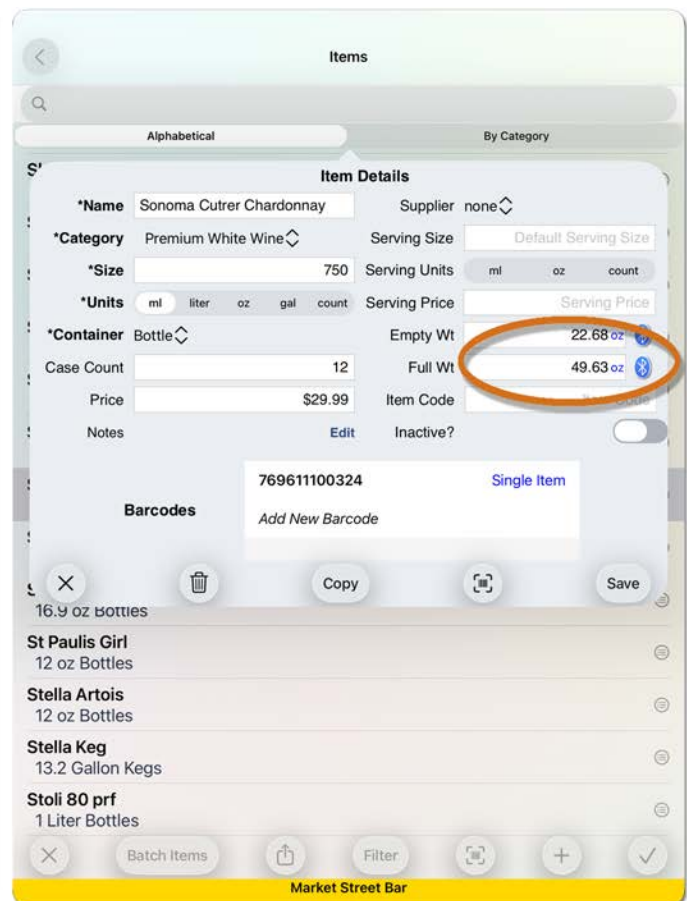 Items
Alphabetical By Category
Item Details
*Name Sonoma Cutrer Chardonnay Supplier none
*Category Premium White Wine Serving Size Default Serving Size
*Size 750 Serving Units ml oz count
*Units ml liter oz gal count Serving Price Serving Price
*Container Bottle Empty Wt 22.68 oz
Case Count 12 Full Wt 49.63 oz
Price $29.99 Item Code Item Code
Notes Edit Inactive?
769611100324 Single Item
Barcodes
Add New Barcode
Copy Save
16.9 oz Bottles
St Paulis Girl
12 oz Bottles
Stella Artois
12 oz Bottles
Stella Keg
13.2 Gallon Kegs
Stoli 80 prf
1 Liter Bottles
Batch Items Filter
Market Street Bar